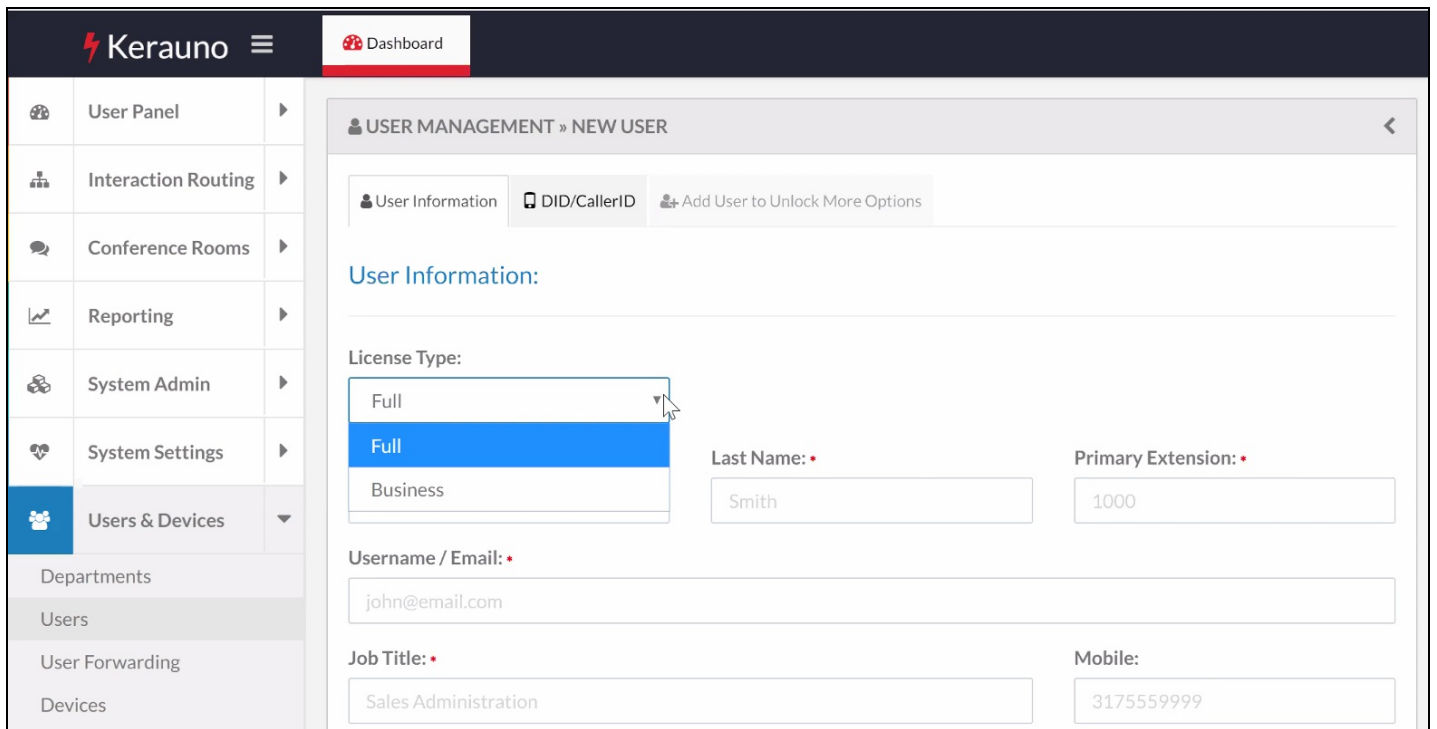 Kerauno
Dashboard
User Panel
Interaction Routing
Conference Rooms
Reporting
System Admin
System Settings
Users & Devices
Departments
Users
User Forwarding
Devices
USER MANAGEMENT » NEW USER
User Information
DID/CallerID
Add User to Unlock More Options
User Information:
License Type:
Full
Full
Business
Last Name: •
Smith
Primary Extension: •
1000
Username / Email: •
john@email.com
Job Title: •
Sales Administration
Mobile:
3175559999